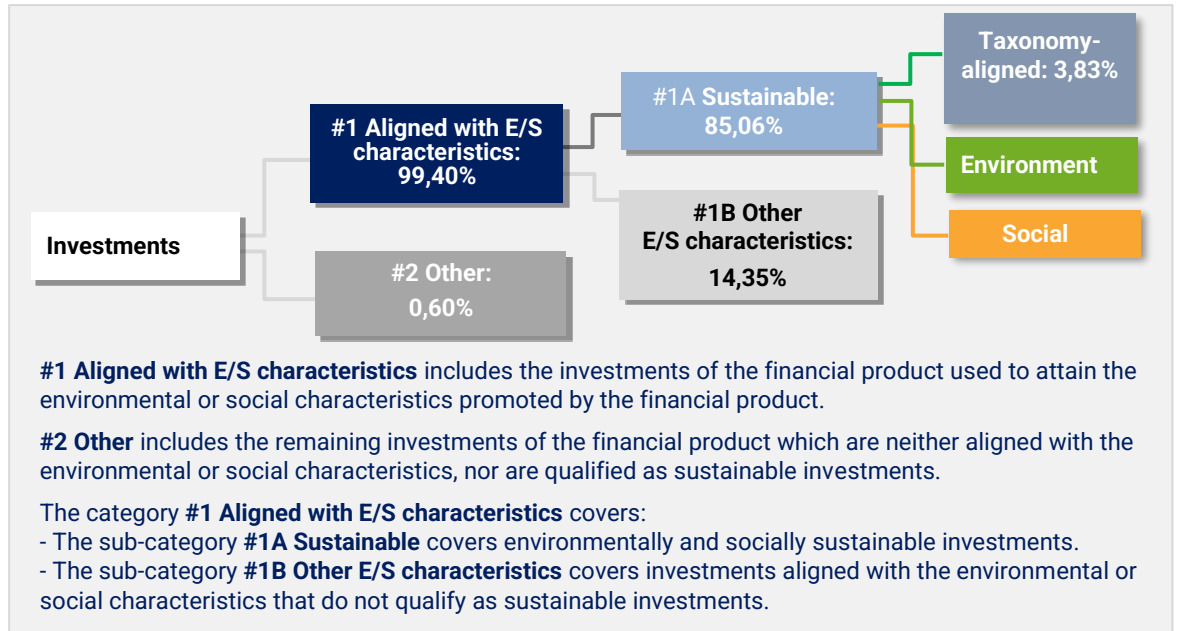 Taxonomy-
aligned: 3,83%
#1A Sustainable:
85,06%
#1 Aligned with E/S
characteristics:
99,40%
Environment
#1B Other
E/S characteristics:
14,35%
Social
Investments
#2 Other:
0,60%
#1 Aligned with E/S characteristics includes the investments of the financial product used to attain the
environmental or social characteristics promoted by the financial product.
#2 Other includes the remaining investments of the financial product which are neither aligned with the
environmental or social characteristics, nor are qualified as sustainable investments.
The category #1 Aligned with E/S characteristics covers:
- The sub-category #1A Sustainable covers environmentally and socially sustainable investments.
- The sub-category #1B Other E/S characteristics covers investments aligned with the environmental or
social characteristics that do not qualify as sustainable investments.